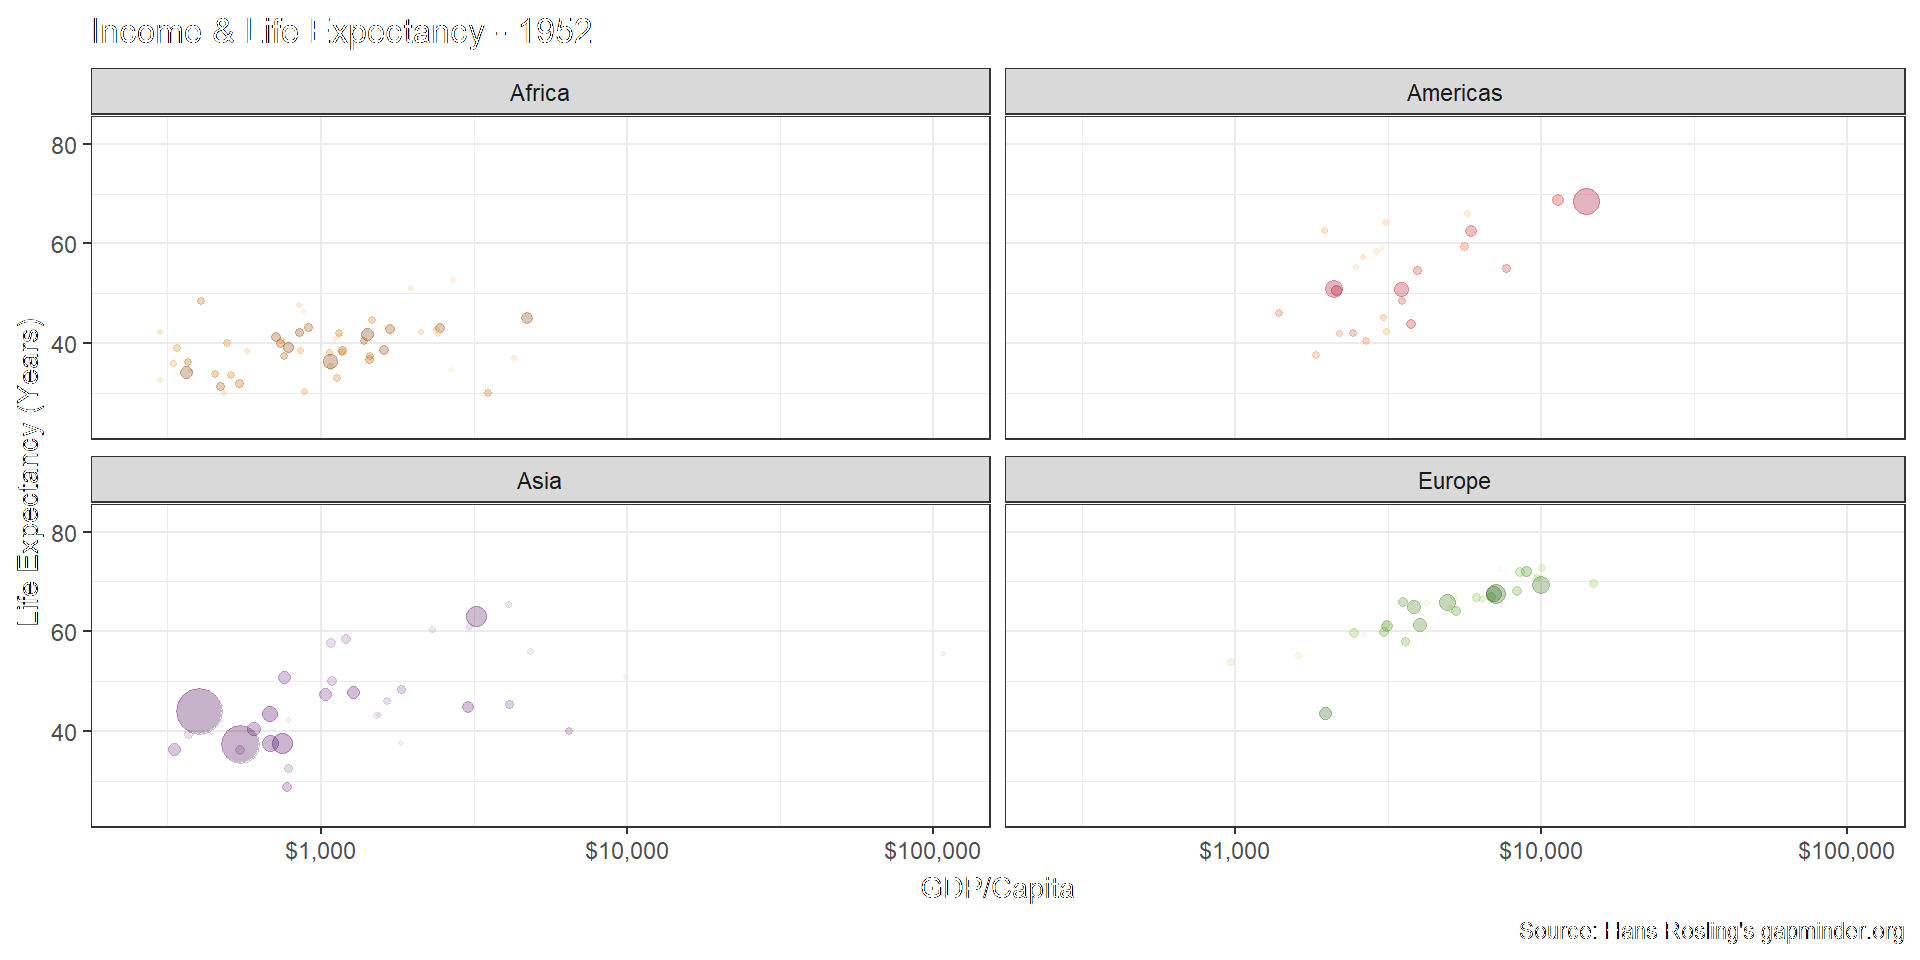 Income & Life Expectancy - 1952
Africa
Americas
80
60
40
Asia
Europe
80
60
40
Life Expectancy (Years)
$1,000
$10,000
$100,000
$1,000
$10,000
$100,000
GDP/Capita
Source: Hans Rosling's gapminder.org